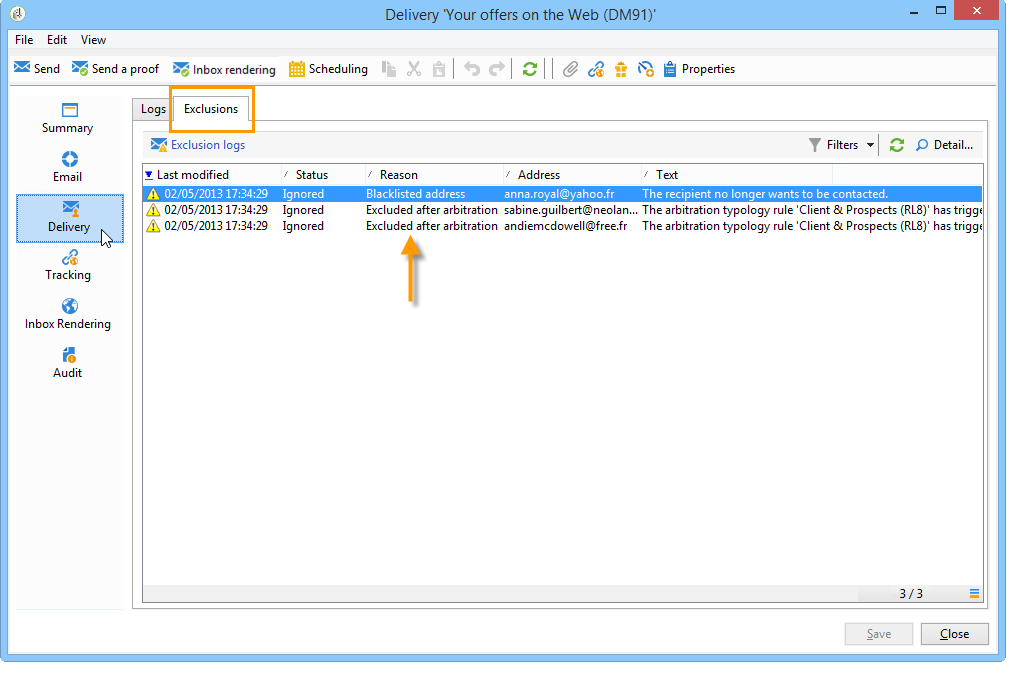 Delivery 'Your offers on the Web (DM91)'
File Edit View
Send Send a proof Inbox rendering Scheduling Properties
Summary
Email
Delivery
Tracking
Inbox Rendering
Audit
Logs Exclusions
Exclusion logs Filters Detail...
Last modified Status Reason Address Text
02/05/2013 17:34:29 Ignored Blacklisted address anna.royal@yahoo.fr The recipient no longer wants to be contacted.
02/05/2013 17:34:29 Ignored Excluded after arbitration sabine.guilbert@neolan... The arbitration typology rule 'Client & Prospects (RL8)' has trigge
02/05/2013 17:34:29 Ignored Excluded after arbitration andiemcdowell@free.fr The arbitration typology rule 'Client & Prospects (RL8)' has trigge
3 / 3
Save Close